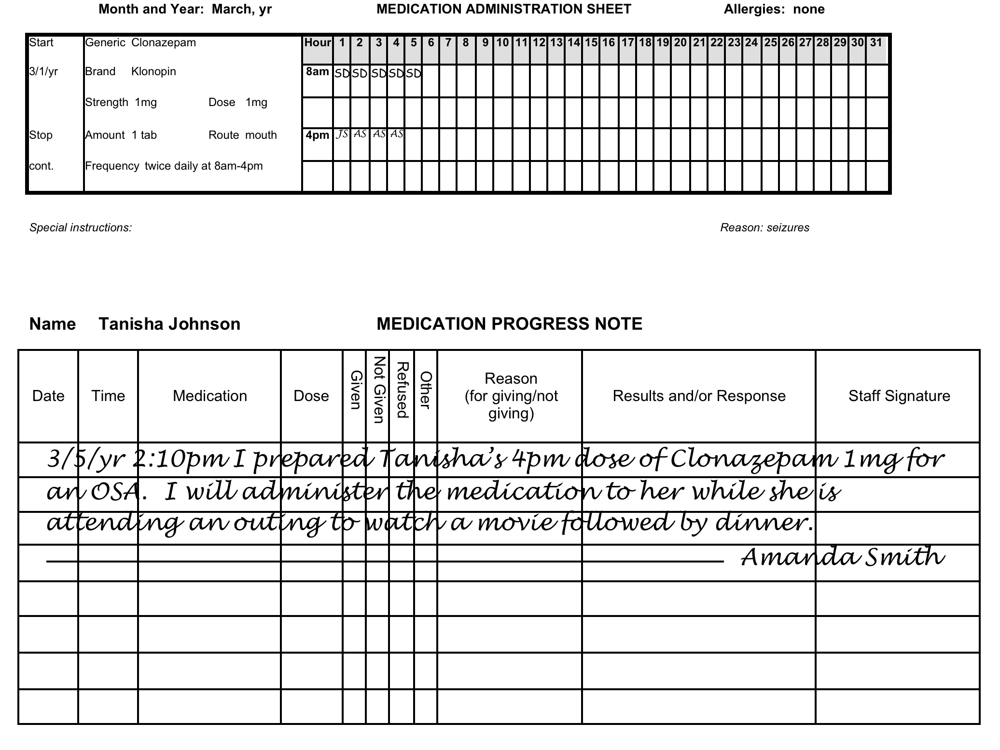 Month and Year: March, yr MEDICATION ADMINISTRATION SHEET Allergies: none
Start Generic Clonazepam Hour 1 2 3 4 5 6 7 8 9 10 11 12 13 14 15 16 17 18 19 20 21 22 23 24 25 26 27 28 29 30 31
3/1/yr Brand Klonopin 8am SD SD SD SD SD
Strength 1mg Dose 1mg
Stop Amount 1 tab Route mouth 4pm JS AS AS AS
cont. Frequency twice daily at 8am-4pm
Special instructions: Reason: seizures
Name Tanisha Johnson MEDICATION PROGRESS NOTE
Date Time Medication Dose Given Not Given Refused Other Reason (for giving/not giving) Results and/or Response Staff Signature
3/5/yr 2:10pm I prepared Tanisha's 4pm dose of Clonazepam 1mg for
an OSA. I will administer the medication to her while she is
attending an outing to watch a movie followed by dinner.
Amanda Smith